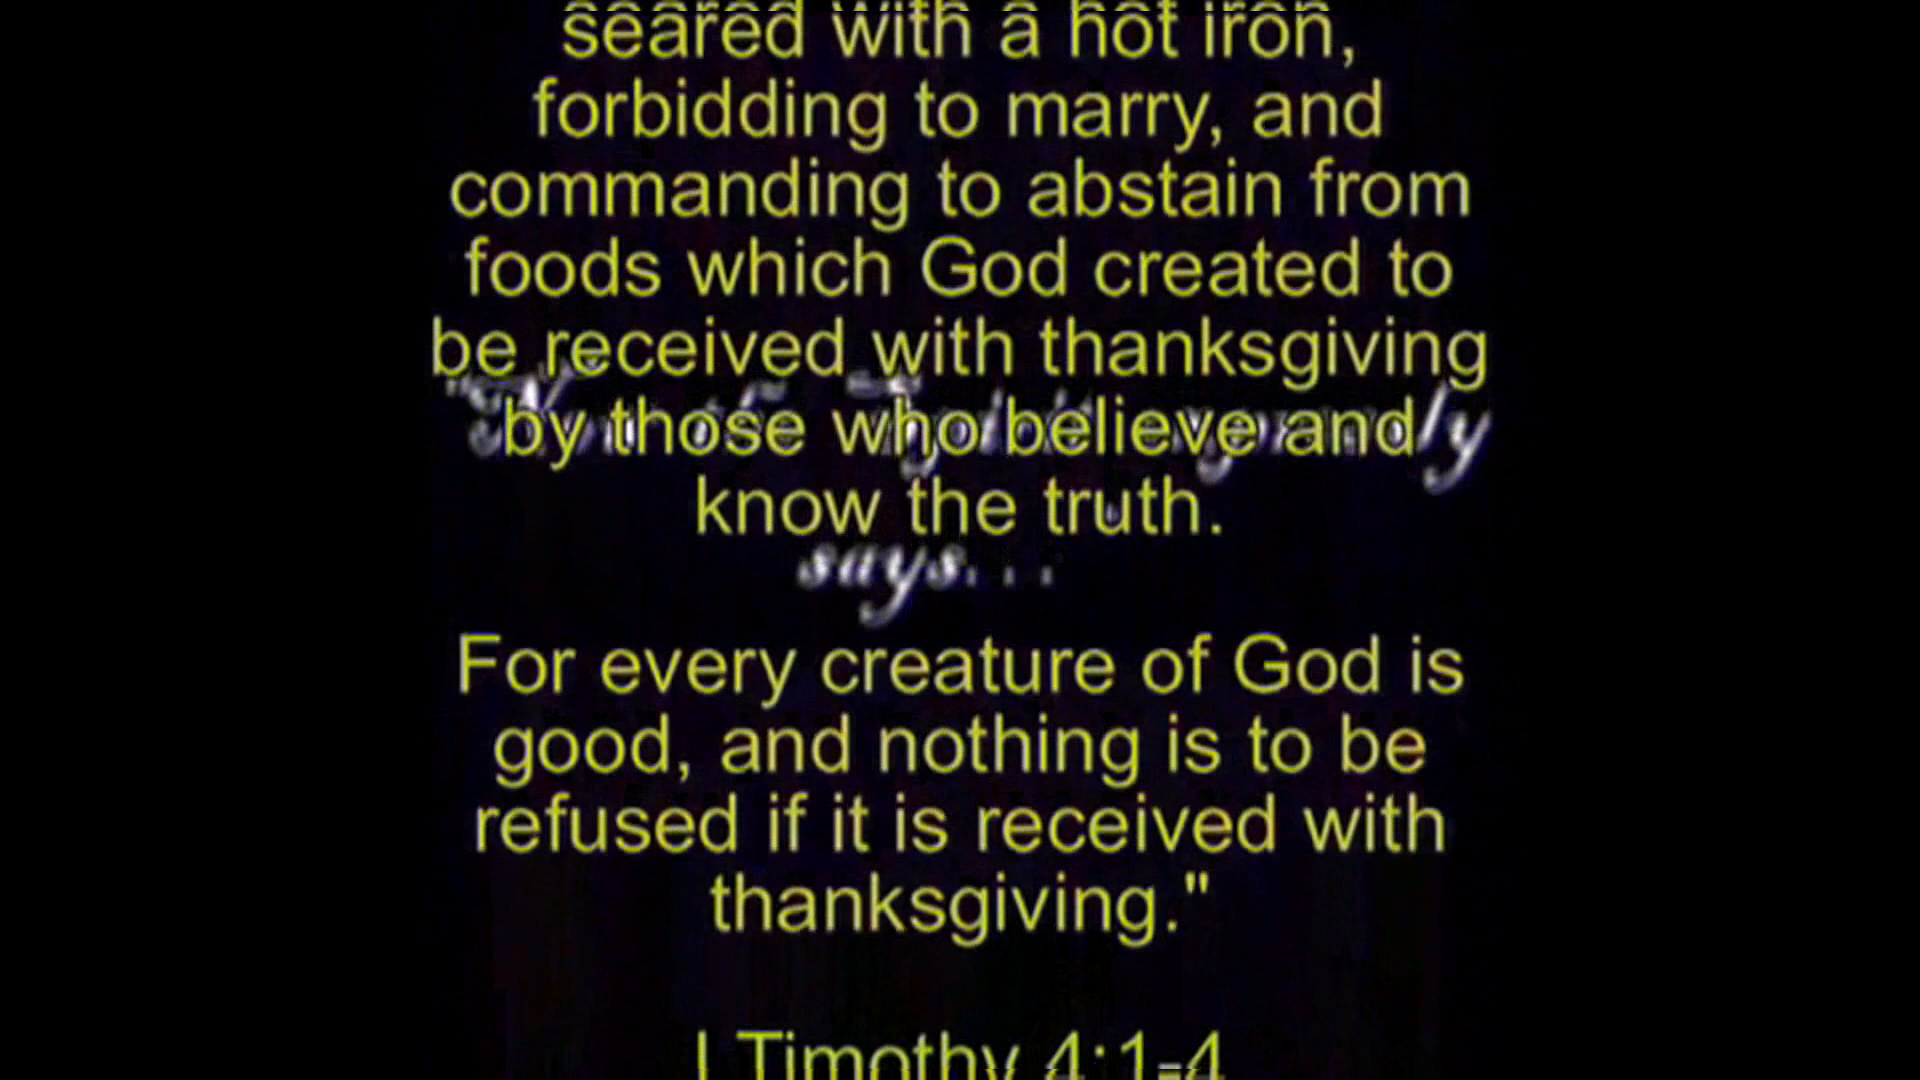 seared with a hot iron,
forbidding to marry, and
commanding to abstain from
foods which God created to
be received with thanksgiving
by those who believe and
know the truth.
says. . .
For every creature of God is
good, and nothing is to be
refused if it is received with
thanksgiving."
I Timothy 4:1-4